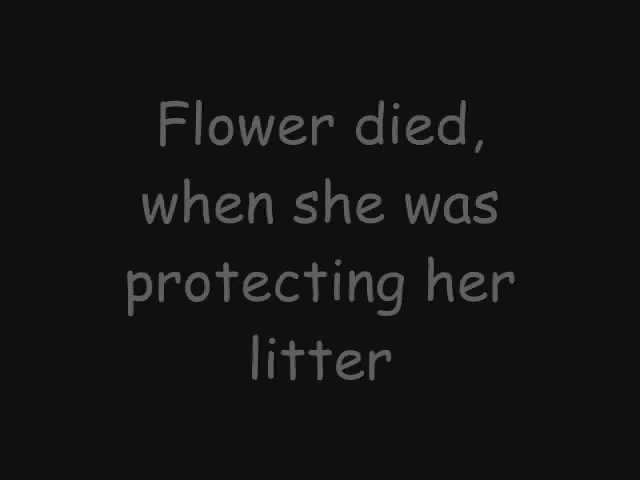 Flower died,
when she was
protecting her
litter